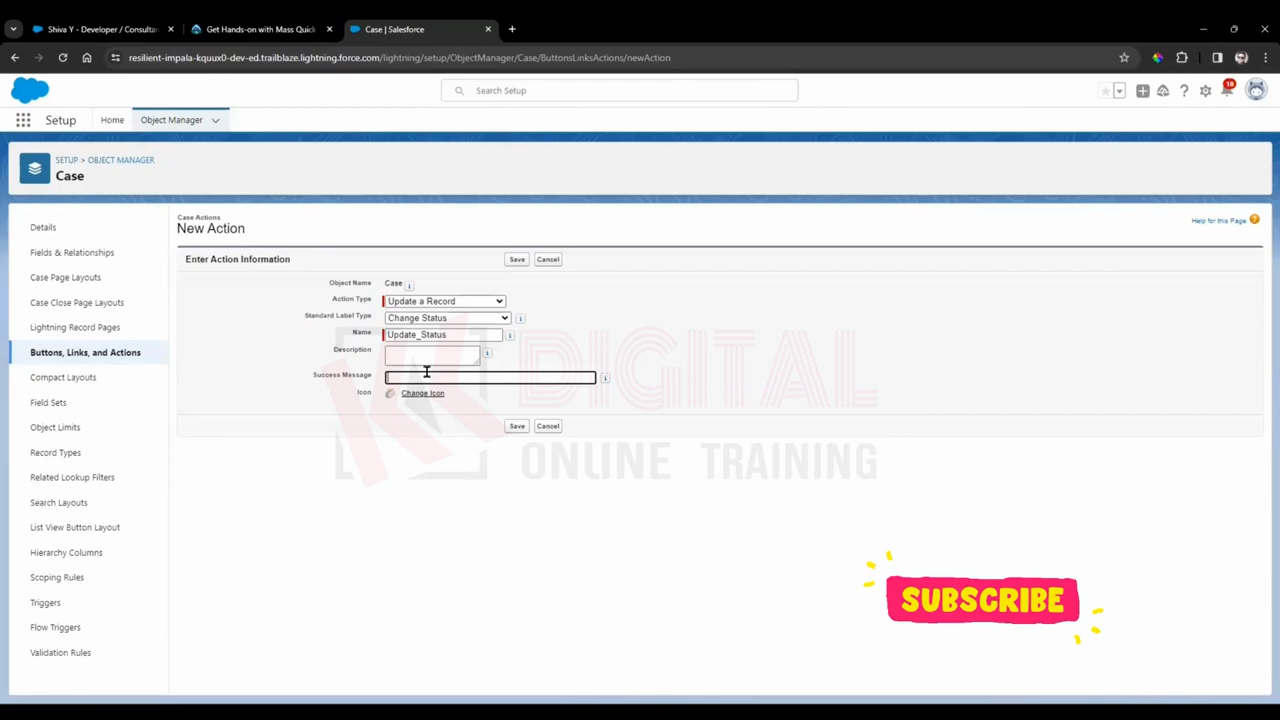 Shiva Y - Developer / Consultan
Get Hands-on with Mass Quick
Case | Salesforce
resilient-impala-kquux0-dev-ed.trailblaze.lightning.force.com/lightning/setup/ObjectManager/Case/ButtonsLinksActions/newAction
Search Setup
18
Setup
Home
Object Manager
SETUP > OBJECT MANAGER
Case
Details
Fields & Relationships
Case Page Layouts
Case Close Page Layouts
Lightning Record Pages
Buttons, Links, and Actions
Compact Layouts
Field Sets
Object Limits
Record Types
Related Lookup Filters
Search Layouts
List View Button Layout
Hierarchy Columns
Scoping Rules
Triggers
Flow Triggers
Validation Rules
Case Actions
New Action
Help for this Page
Enter Action Information
Save
Cancel
Object Name Case
Action Type Update a Record
Standard Label Type Change Status
Name Update_Status
Description
Success Message
Icon Change Icon
Save
Cancel
DIGITAL
ONLINE TRAINING
SUBSCRIBE